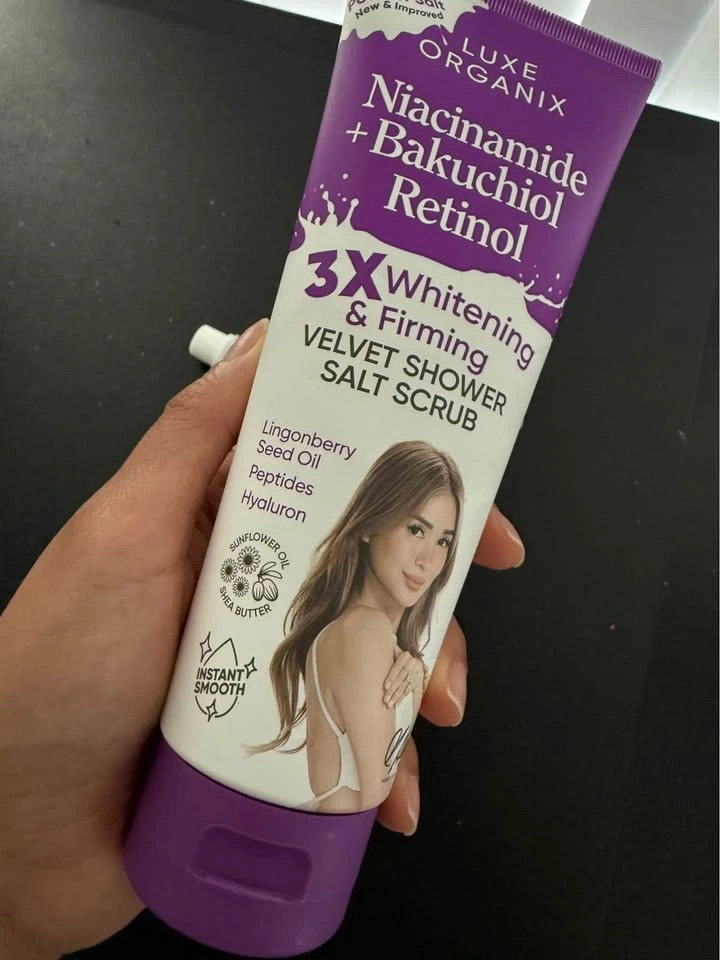 Salt
New & Improved
LUXE
ORGANIX
Niacinamide
+Bakuchiol
Retinol
3X Whitening
& Firming
VELVET SHOWER
SALT SCRUB
Lingonberry
Seed Oil
Peptides
Hyaluron
SUNFLOWER OIL
SHEA BUTTER
INSTANT
SMOOTH